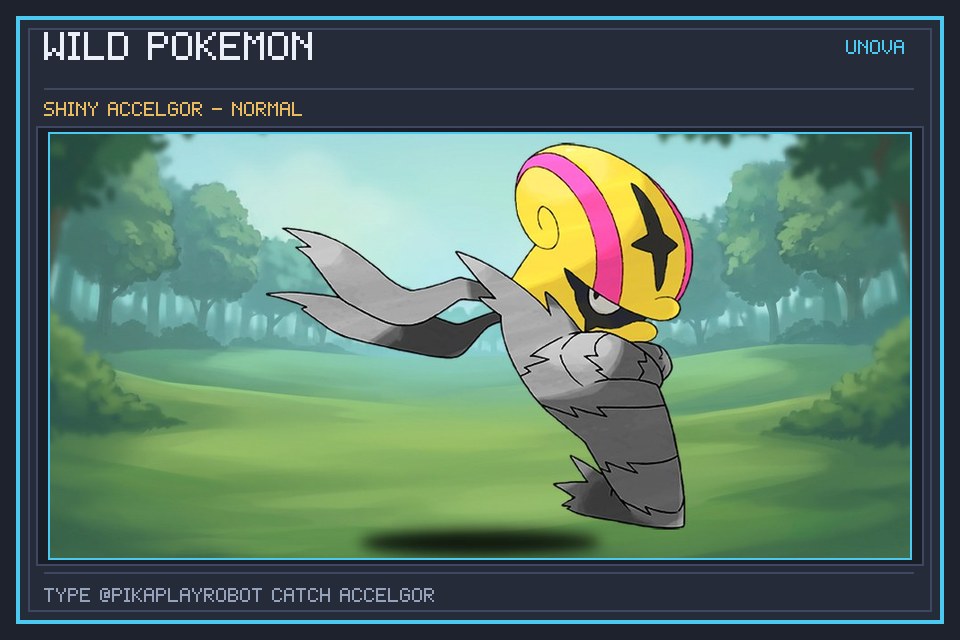 WILD POKEMON
UNOVA
SHINY ACCELGOR - NORMAL
TYPE @PIKAPLAYROBOT CATCH ACCELGOR